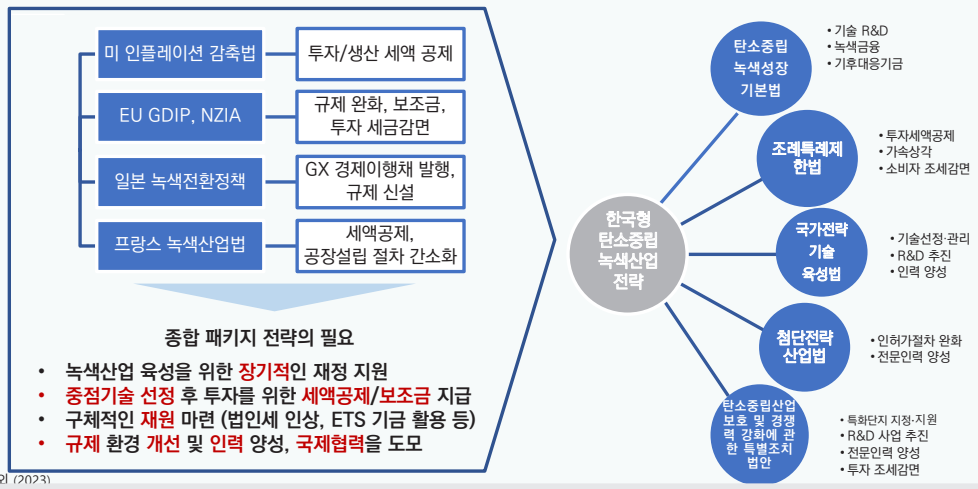 미 인플레이션 감축법
투자/생산 세액 공제
EU GDIP, NZIA
규제 완화, 보조금,
투자 세금감면
일본 녹색전환정책
GX 경제이행채 발행,
규제 신설
프랑스 녹색산업법
세액공제,
공장설립 절차 간소화
종합 패키지 전략의 필요
• 녹색산업 육성을 위한 장기적인 재정 지원
• 중점기술 선정 후 투자를 위한 세액공제/보조금 지급
• 구체적인 재원 마련 (법인세 인상, ETS 기금 활용 등)
• 규제 환경 개선 및 인력 양성, 국제협력을 도모
한국형
탄소중립
녹색산업
전략
탄소중립
녹색성장
기본법
• 기술 R&D
• 녹색금융
• 기후대응기금
조례특례제
한법
• 투자세액공제
• 가속상각
• 소비자 조세감면
국가전략
기술
육성법
• 기술선정·관리
• R&D 추진
• 인력 양성
첨단전략
산업법
• 인허가절차 완화
• 전문인력 양성
탄소중립산업
보호 및 경쟁
력 강화에 관
한 특별조치
법안
• 특화단지 지정·지원
• R&D 사업 추진
• 전문인력 양성
• 투자 조세감면
외 (2023)